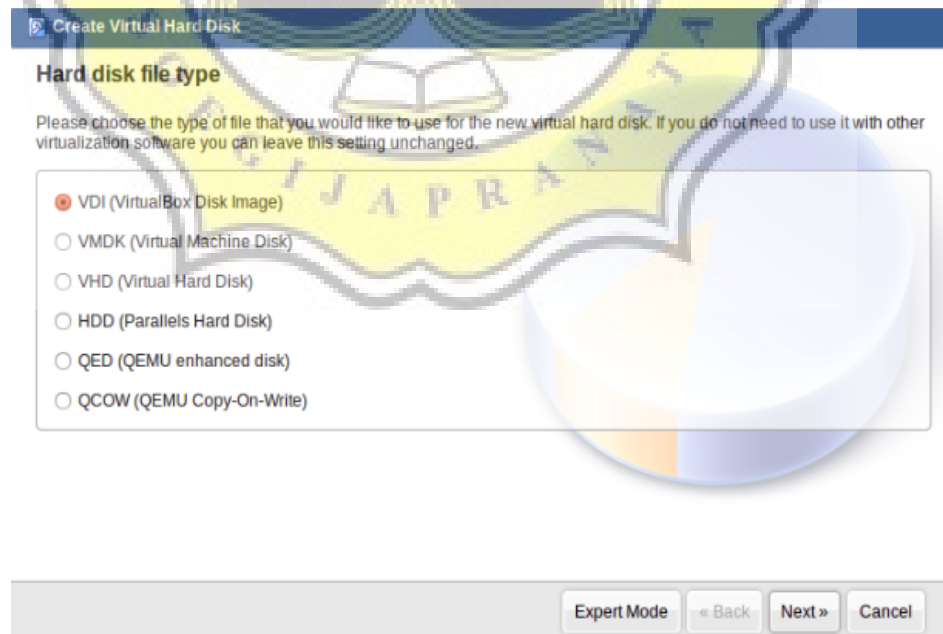 Create Virtual Hard Disk
Hard disk file type
Please choose the type of file that you would like to use for the new virtual hard disk. If you do not need to use it with other
virtualization software you can leave this setting unchanged.
VDI (VirtualBox Disk Image)
VMDK (Virtual Machine Disk)
VHD (Virtual Hard Disk)
HDD (Parallels Hard Disk)
QED (QEMU enhanced disk)
QCOW (QEMU Copy-On-Write)
EGIJAPRANATA
Expert Mode
« Back
Next »
Cancel